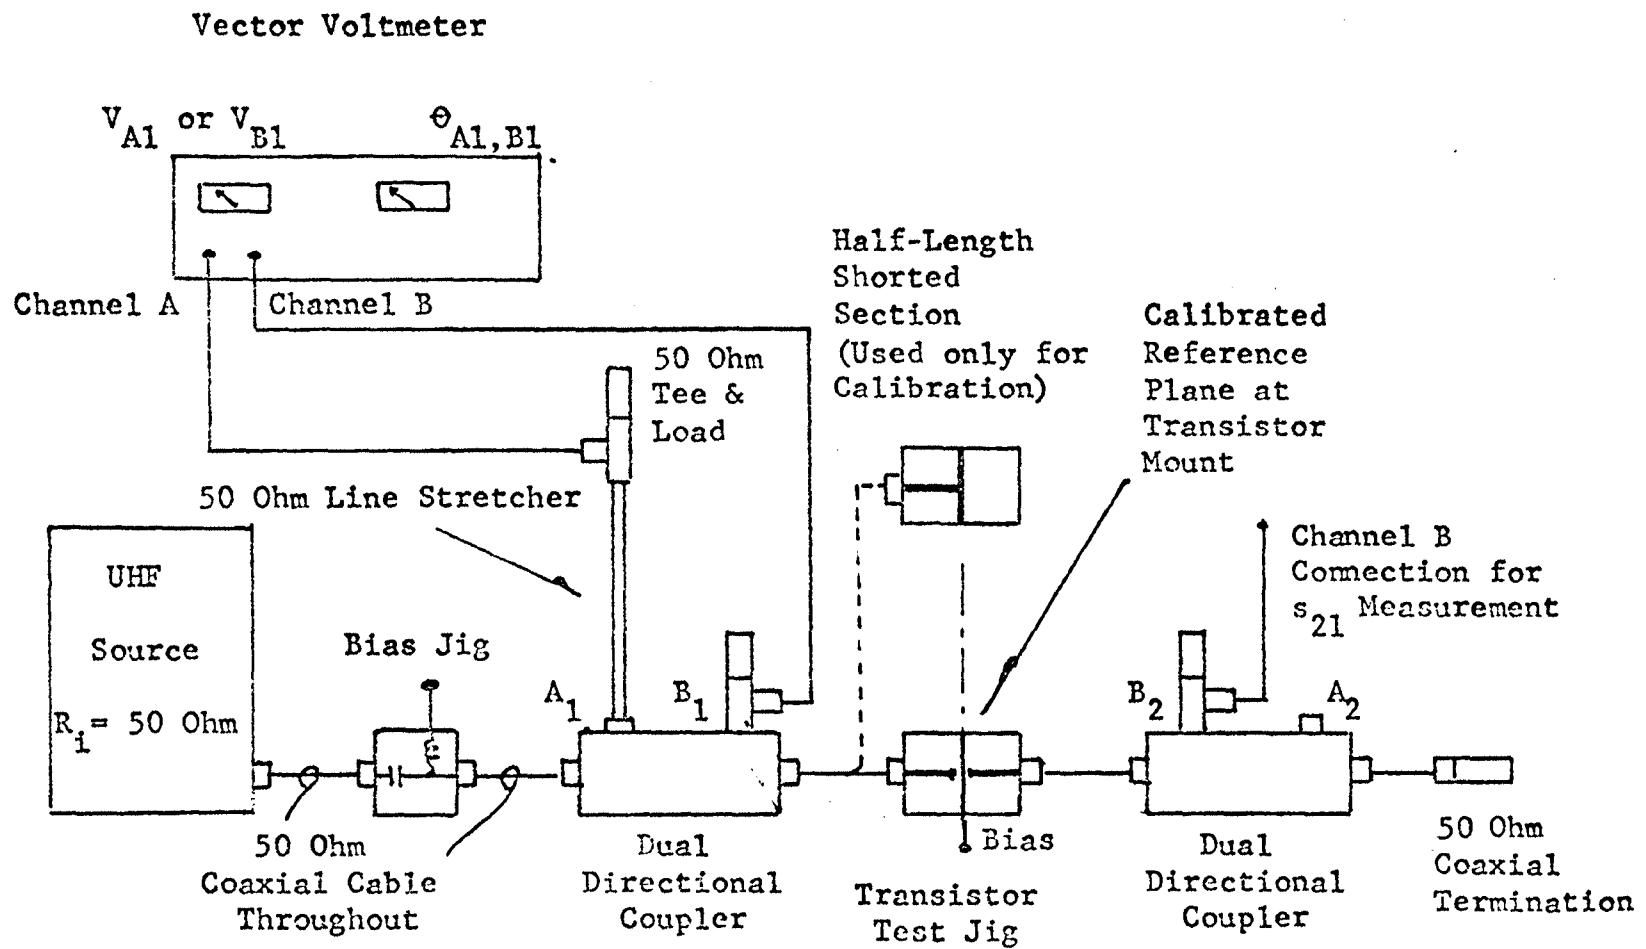 Vector Voltmeter
V_A1 or V_B1
θ_A1,B1
Channel A
Channel B
50 Ohm
Tee &
Load
Half-Length
Shorted
Section
(Used only for
Calibration)
Calibrated
Reference
Plane at
Transistor
Mount
50 Ohm Line Stretcher
UHF
Source
R_i= 50 Ohm
Bias Jig
A_1
B_1
B_2
A_2
Channel B
Connection for
s_21 Measurement
50 Ohm
Coaxial Cable
Throughout
Dual
Directional
Coupler
Bias
Transistor
Test Jig
Dual
Directional
Coupler
50 Ohm
Coaxial
Termination